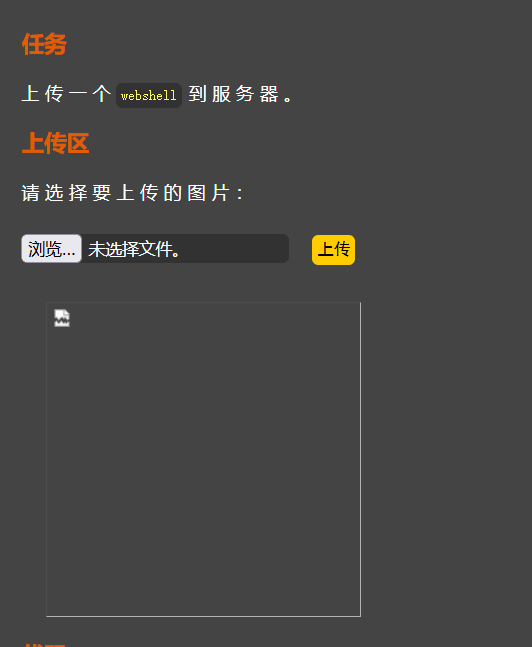 任务
上传一个 webshell 到服务器。
上传区
请选择要上传的图片：
浏览... 未选择文件。 上传